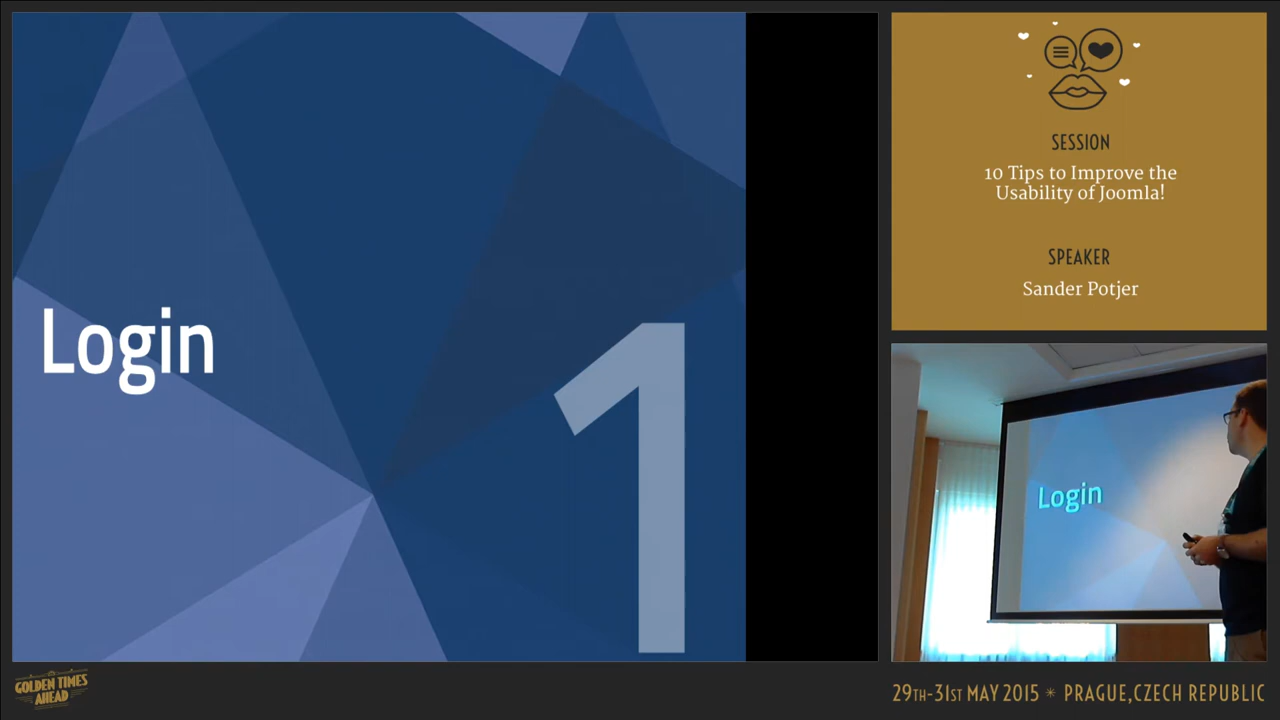 Login
1
SESSION
10 Tips to Improve the
Usability of Joomla!
SPEAKER
Sander Potjer
Login
GOLDEN TIMES
AHEAD
29TH-31ST MAY 2015 * PRAGUE,CZECH REPUBLIC